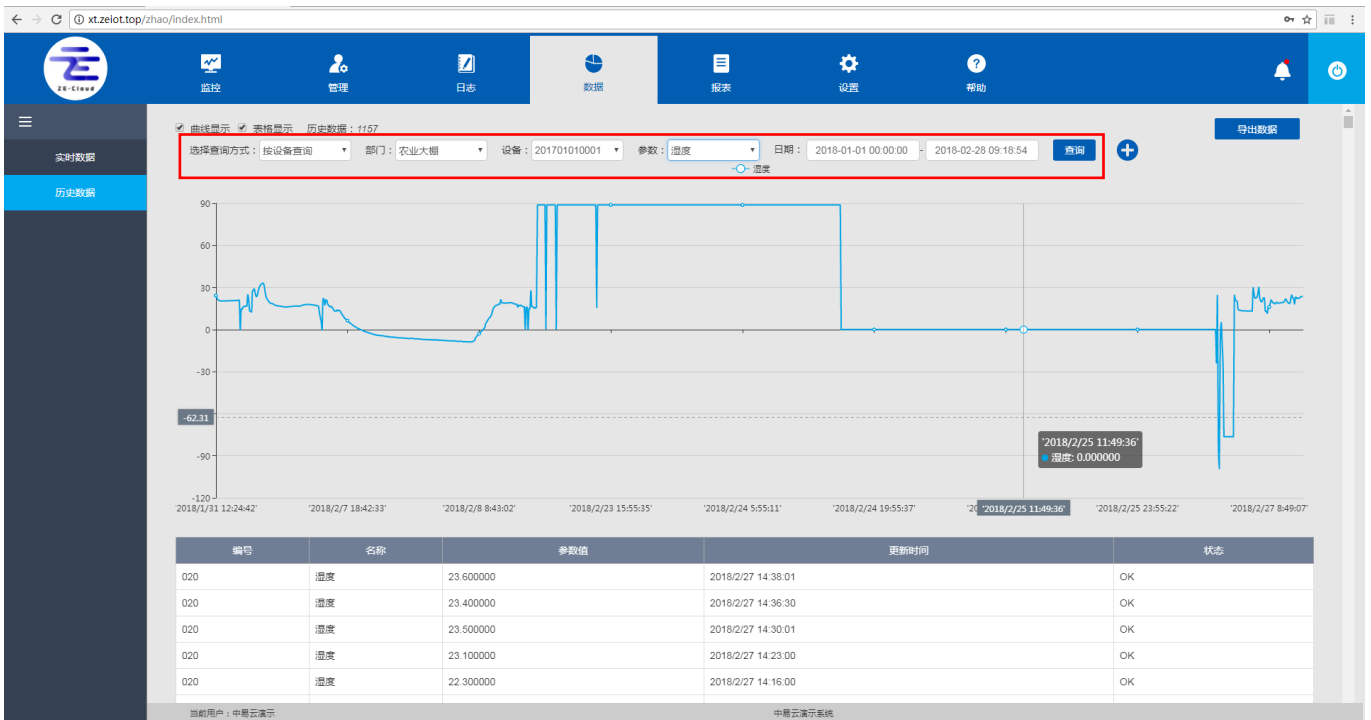 xt.zeiot.top/zhao/index.html
ZE-Cloud
监控 管理 日志 数据 报表 设置 帮助
实时数据
历史数据
曲线显示 表格显示 历史数据：1157 导出数据
选择查询方式： 按设备查询 部门： 农业大棚 设备： 201701010001 参数： 湿度 日期： 2018-01-01 00:00:00 - 2018-02-28 09:18:54 查询
湿度
90
60
30
0
-30
-62.31
'2018/2/25 11:49:36'
湿度: 0.000000
-90
-120
'2018/1/31 12:24:42' '2018/2/7 18:42:33' '2018/2/8 8:43:02' '2018/2/23 15:55:35' '2018/2/24 5:55:11' '2018/2/24 19:55:37' '2018/2/25 11:49:36' '2018/2/25 23:55:22' '2018/2/27 8:49:07'
编号 名称 参数值 更新时间 状态
020 湿度 23.600000 2018/2/27 14:38:01 OK
020 湿度 23.400000 2018/2/27 14:36:30 OK
020 湿度 23.500000 2018/2/27 14:30:01 OK
020 湿度 23.100000 2018/2/27 14:23:00 OK
020 湿度 22.300000 2018/2/27 14:16:00 OK
当前用户：中易云演示 中易云演示系统